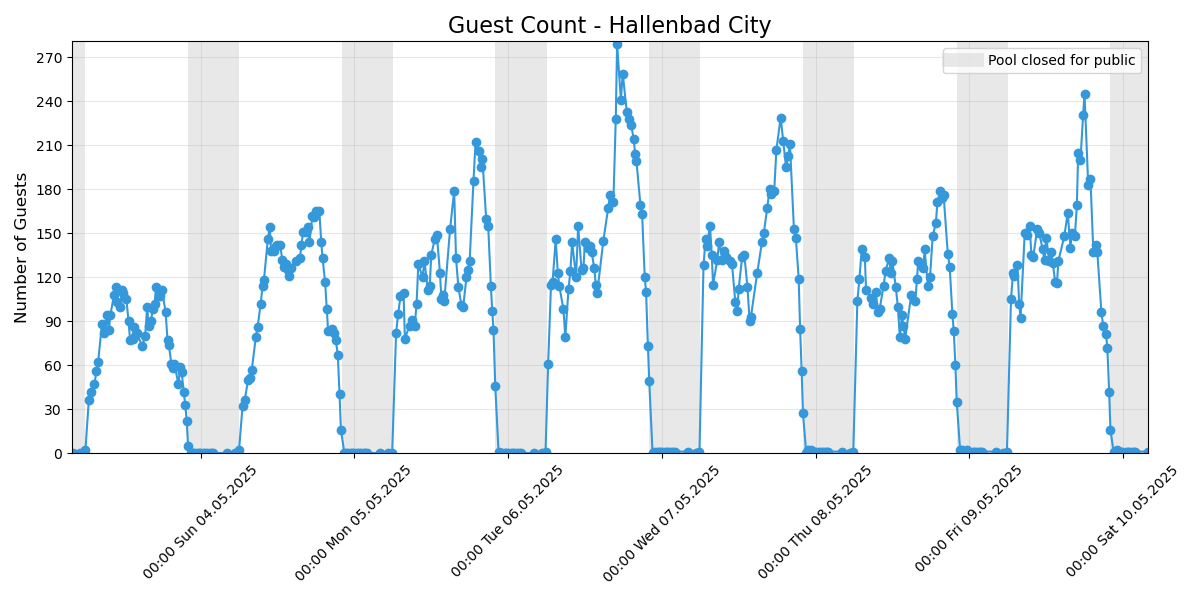 Guest Count - Hallenbad City
Pool closed for public
Number of Guests
270
240
210
180
150
120
90
60
30
0
00:00 Sun 04.05.2025
00:00 Mon 05.05.2025
00:00 Tue 06.05.2025
00:00 Wed 07.05.2025
00:00 Thu 08.05.2025
00:00 Fri 09.05.2025
00:00 Sat 10.05.2025